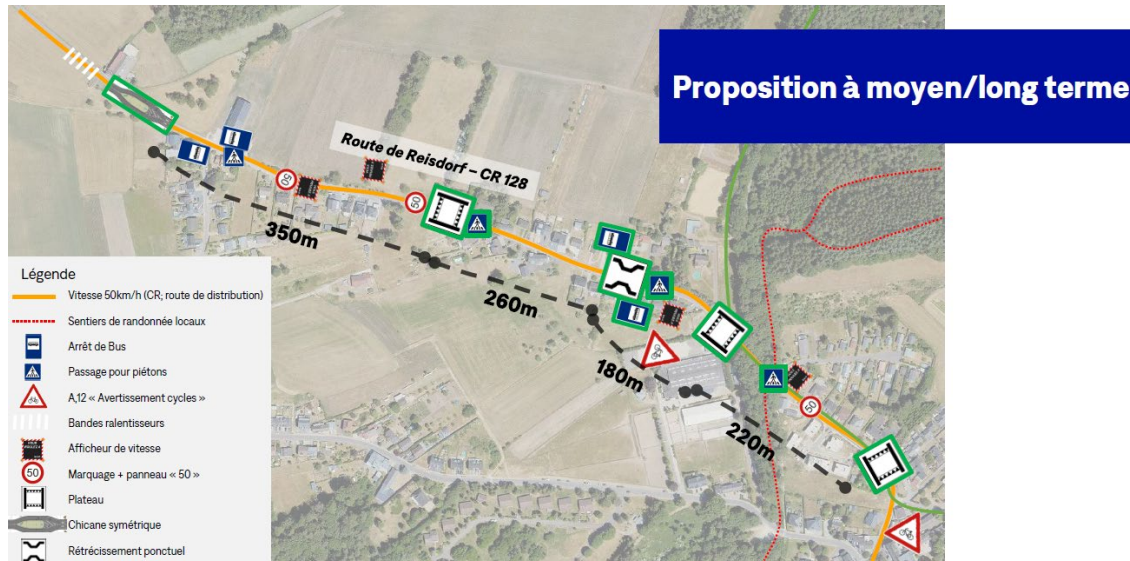 Proposition à moyen/long terme
Route de Reisdorf – CR 128
50
50
350m
260m
180m
50
220m
Légende
Vitesse 50km/h (CR; route de distribution)
Sentiers de randonnée locaux
Arrêt de Bus
Passage pour piétons
A,12 « Avertissement cycles »
Bandes ralentisseurs
Afficheur de vitesse
50 Marquage + panneau « 50 »
Plateau
Chicane symétrique
Rétrécissement ponctuel